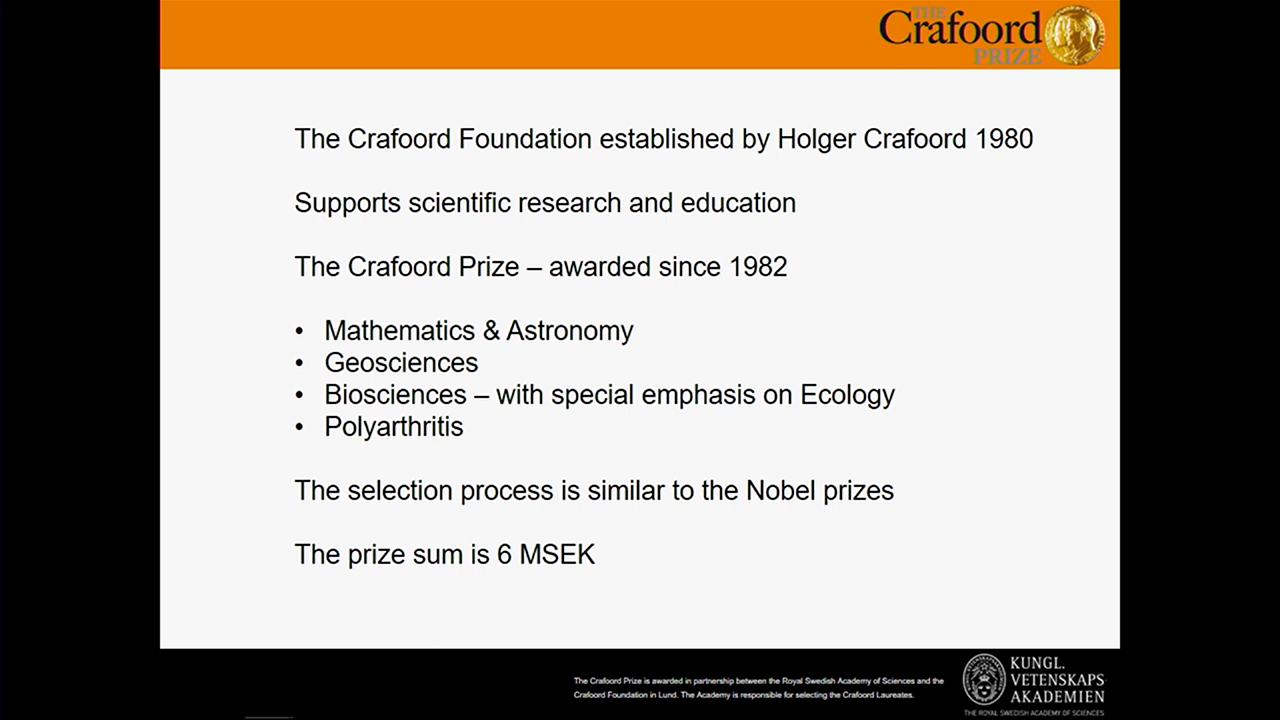 THE
Crafoord
PRIZE
The Crafoord Foundation established by Holger Crafoord 1980
Supports scientific research and education
The Crafoord Prize – awarded since 1982
• Mathematics & Astronomy
• Geosciences
• Biosciences – with special emphasis on Ecology
• Polyarthritis
The selection process is similar to the Nobel prizes
The prize sum is 6 MSEK
The Crafoord Prize is awarded in partnership between the Royal Swedish Academy of Sciences and the
Crafoord Foundation in Lund. The Academy is responsible for selecting the Crafoord Laureates.
KUNGL.
VETENSKAPS
AKADEMIEN
THE ROYAL SWEDISH ACADEMY OF SCIENCES